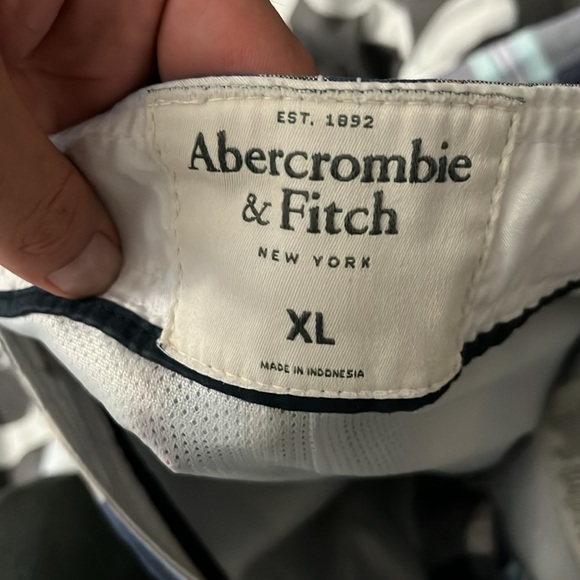 EST. 1892
Abercrombie
& Fitch
NEW YORK
XL
MADE IN INDONESIA